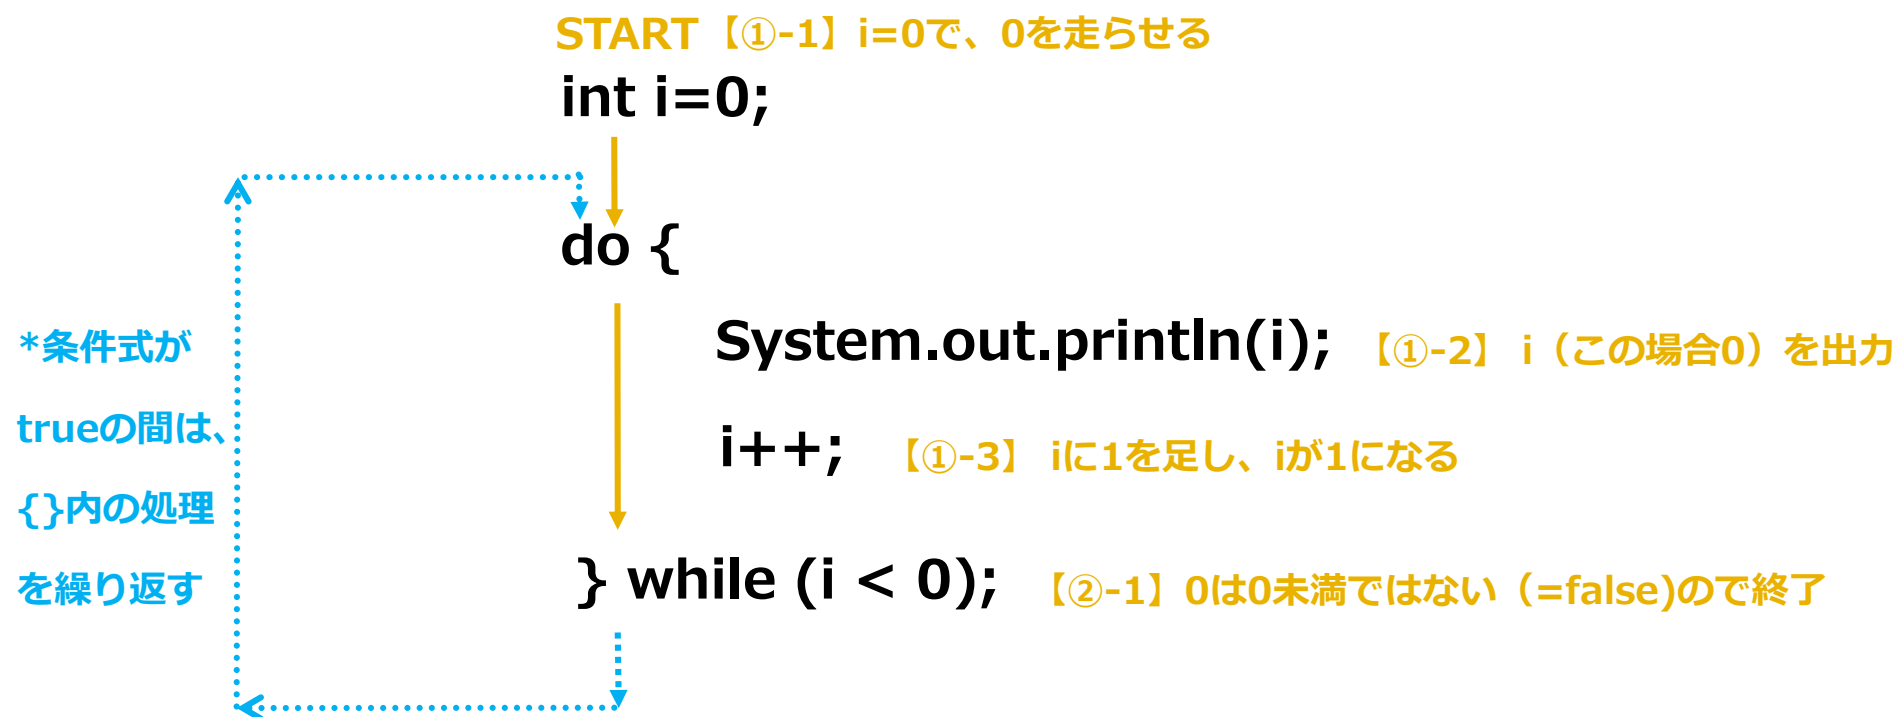 START【①-1】i=0で、0を走らせる
int i=0;
do {
System.out.println(i); 【①-2】 i（この場合0）を出力
i++; 【①-3】 iに1を足し、iが1になる
} while (i < 0); 【②-1】0は0未満ではない（=false)ので終了
*条件式が
trueの間は、
{}内の処理
を繰り返す